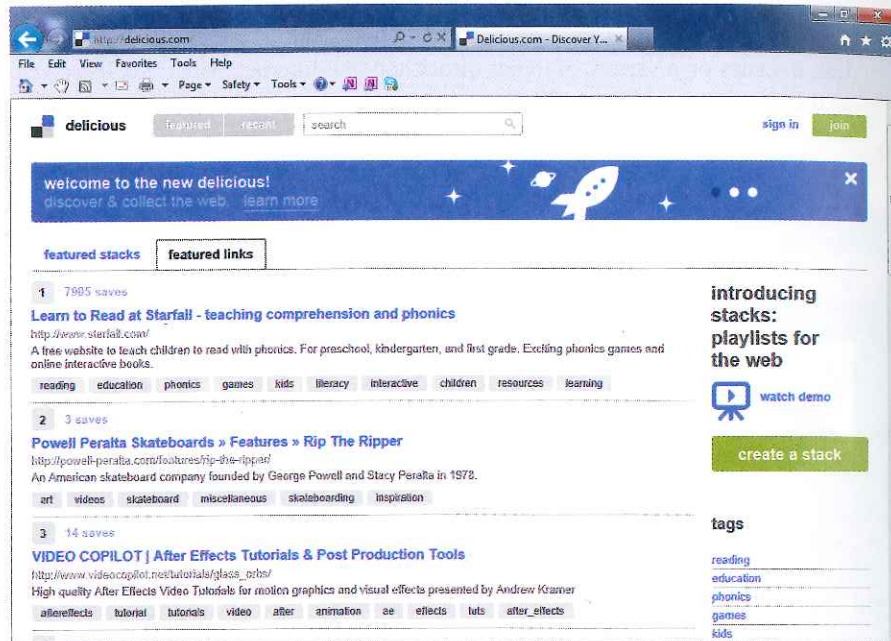 http://delicious.com
Delicious.com - Discover Y...
File Edit View Favorites Tools Help
Page Safety Tools
delicious
featured
recent
search
sign in
join
welcome to the new delicious!
discover & collect the web. learn more
featured stacks
featured links
1 7985 saves
Learn to Read at Starfall - teaching comprehension and phonics
http://www.starfall.com/
A free website to teach children to read with phonics. For preschool, kindergarten, and first grade. Exciting phonics games and
online interactive books.
reading education phonics games kids literacy interactive children resources learning
2 3 saves
Powell Peralta Skateboards » Features » Rip The Ripper
http://powell-peralta.com/features/rip-the-ripper/
An American skateboard company founded by George Powell and Stacy Peralta in 1978.
art videos skateboard miscellaneous skateboarding inspiration
3 14 saves
VIDEO COPILOT | After Effects Tutorials & Post Production Tools
http://www.videocopilot.net/tutorials/glass_orbs/
High quality After Effects Video Tutorials for motion graphics and visual effects presented by Andrew Kramer
aftereffects tutorial tutorials video after animation ae effects tuts after_effects
introducing
stacks:
playlists for
the web
watch demo
create a stack
tags
reading
education
phonics
games
kids